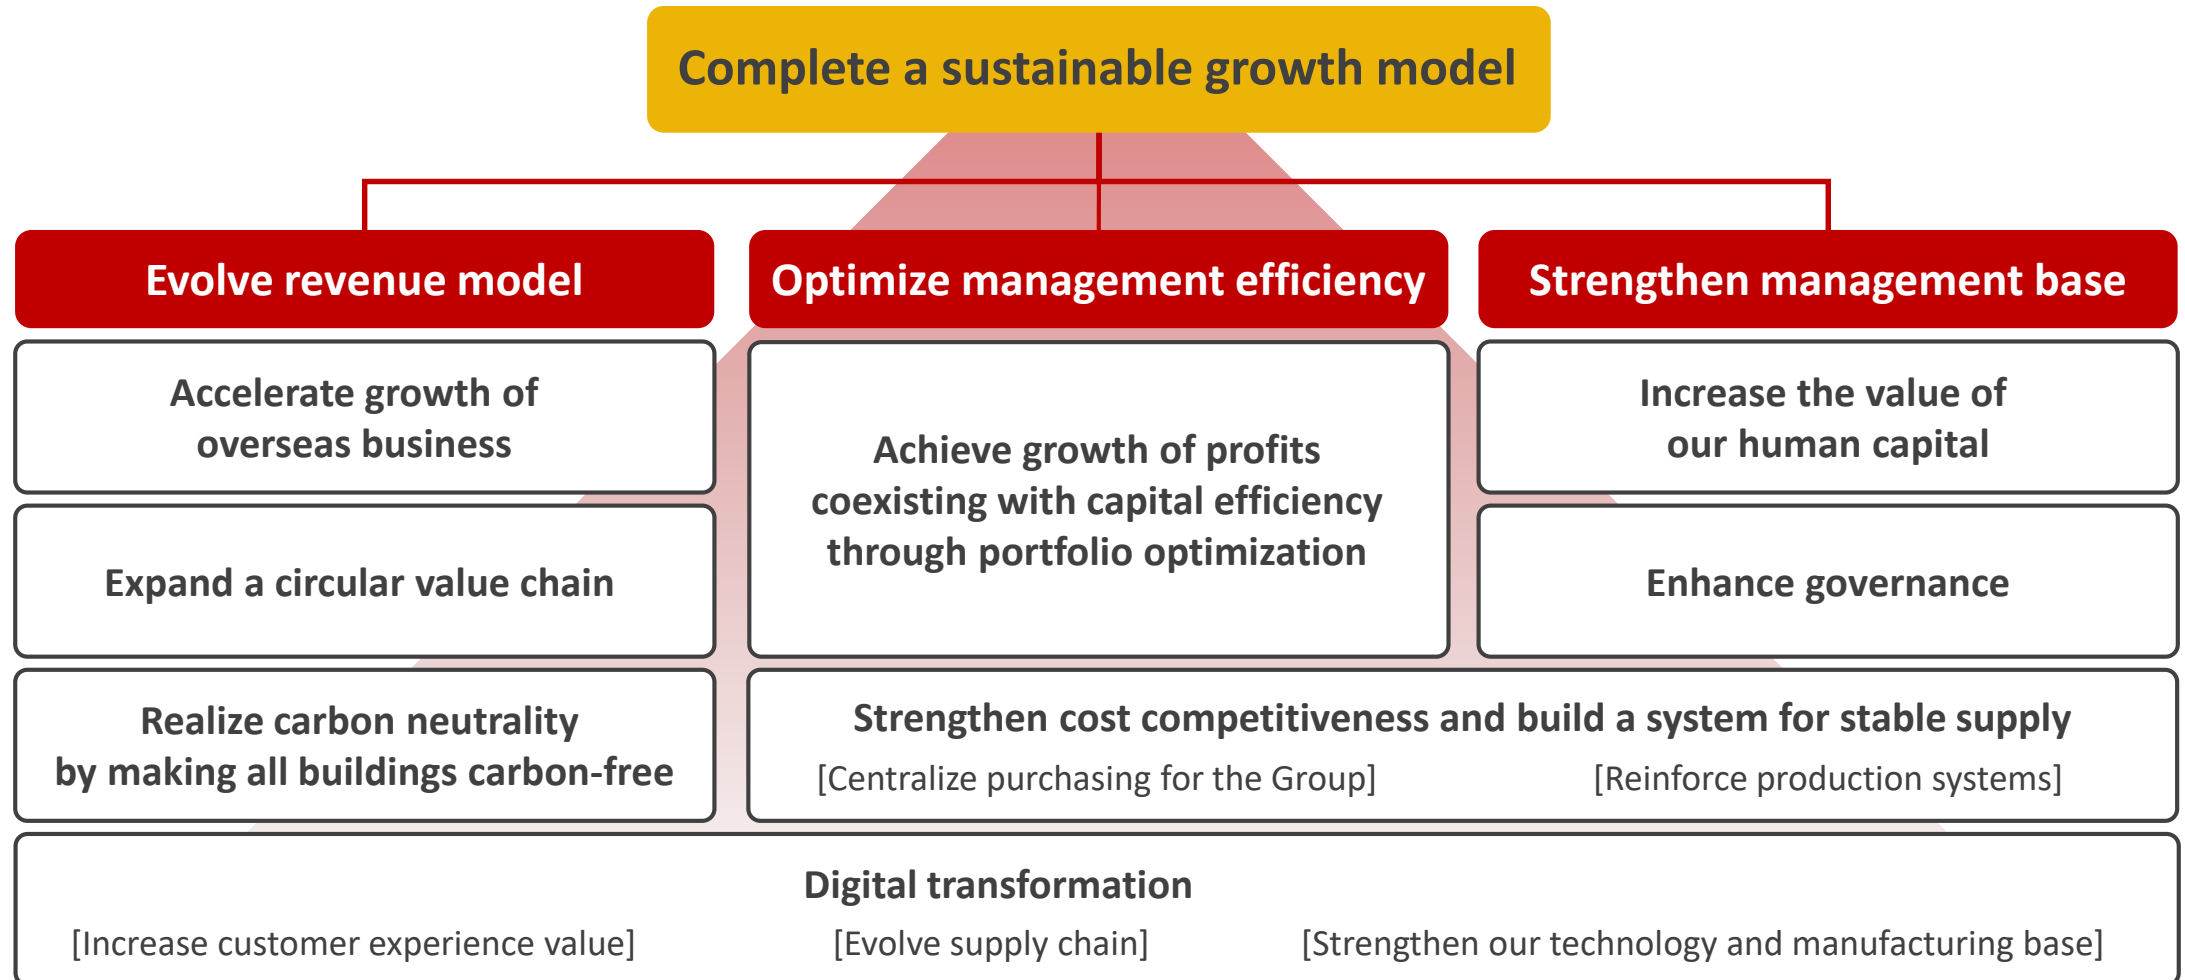 Complete a sustainable growth model
Evolve revenue model
Accelerate growth of
overseas business
Expand a circular value chain
Realize carbon neutrality
by making all buildings carbon-free
Optimize management efficiency
Achieve growth of profits
coexisting with capital efficiency
through portfolio optimization
Strengthen management base
Increase the value of
our human capital
Enhance governance
Strengthen cost competitiveness and build a system for stable supply
[Centralize purchasing for the Group]
[Reinforce production systems]
Digital transformation
[Increase customer experience value]
[Evolve supply chain]
[Strengthen our technology and manufacturing base]